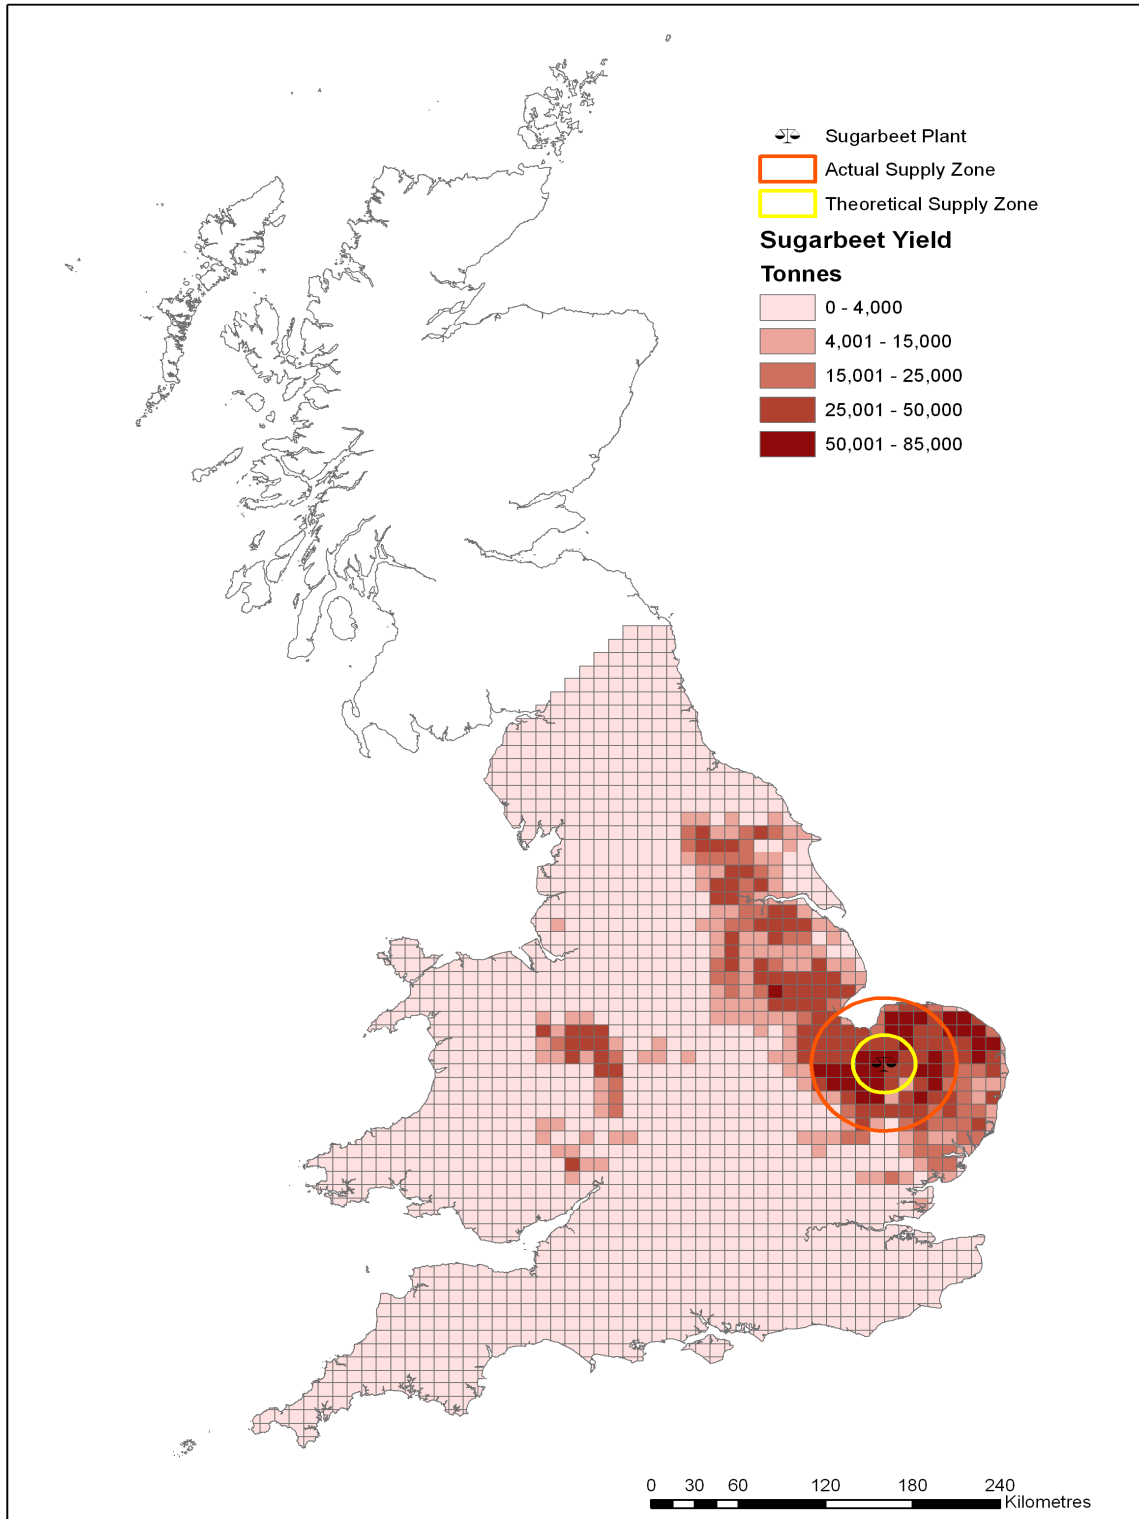 Sugarbeet Plant
Actual Supply Zone
Theoretical Supply Zone
Sugarbeet Yield
Tonnes
0 - 4,000
4,001 - 15,000
15,001 - 25,000
25,001 - 50,000
50,001 - 85,000
0 30 60 120 180 240
Kilometres